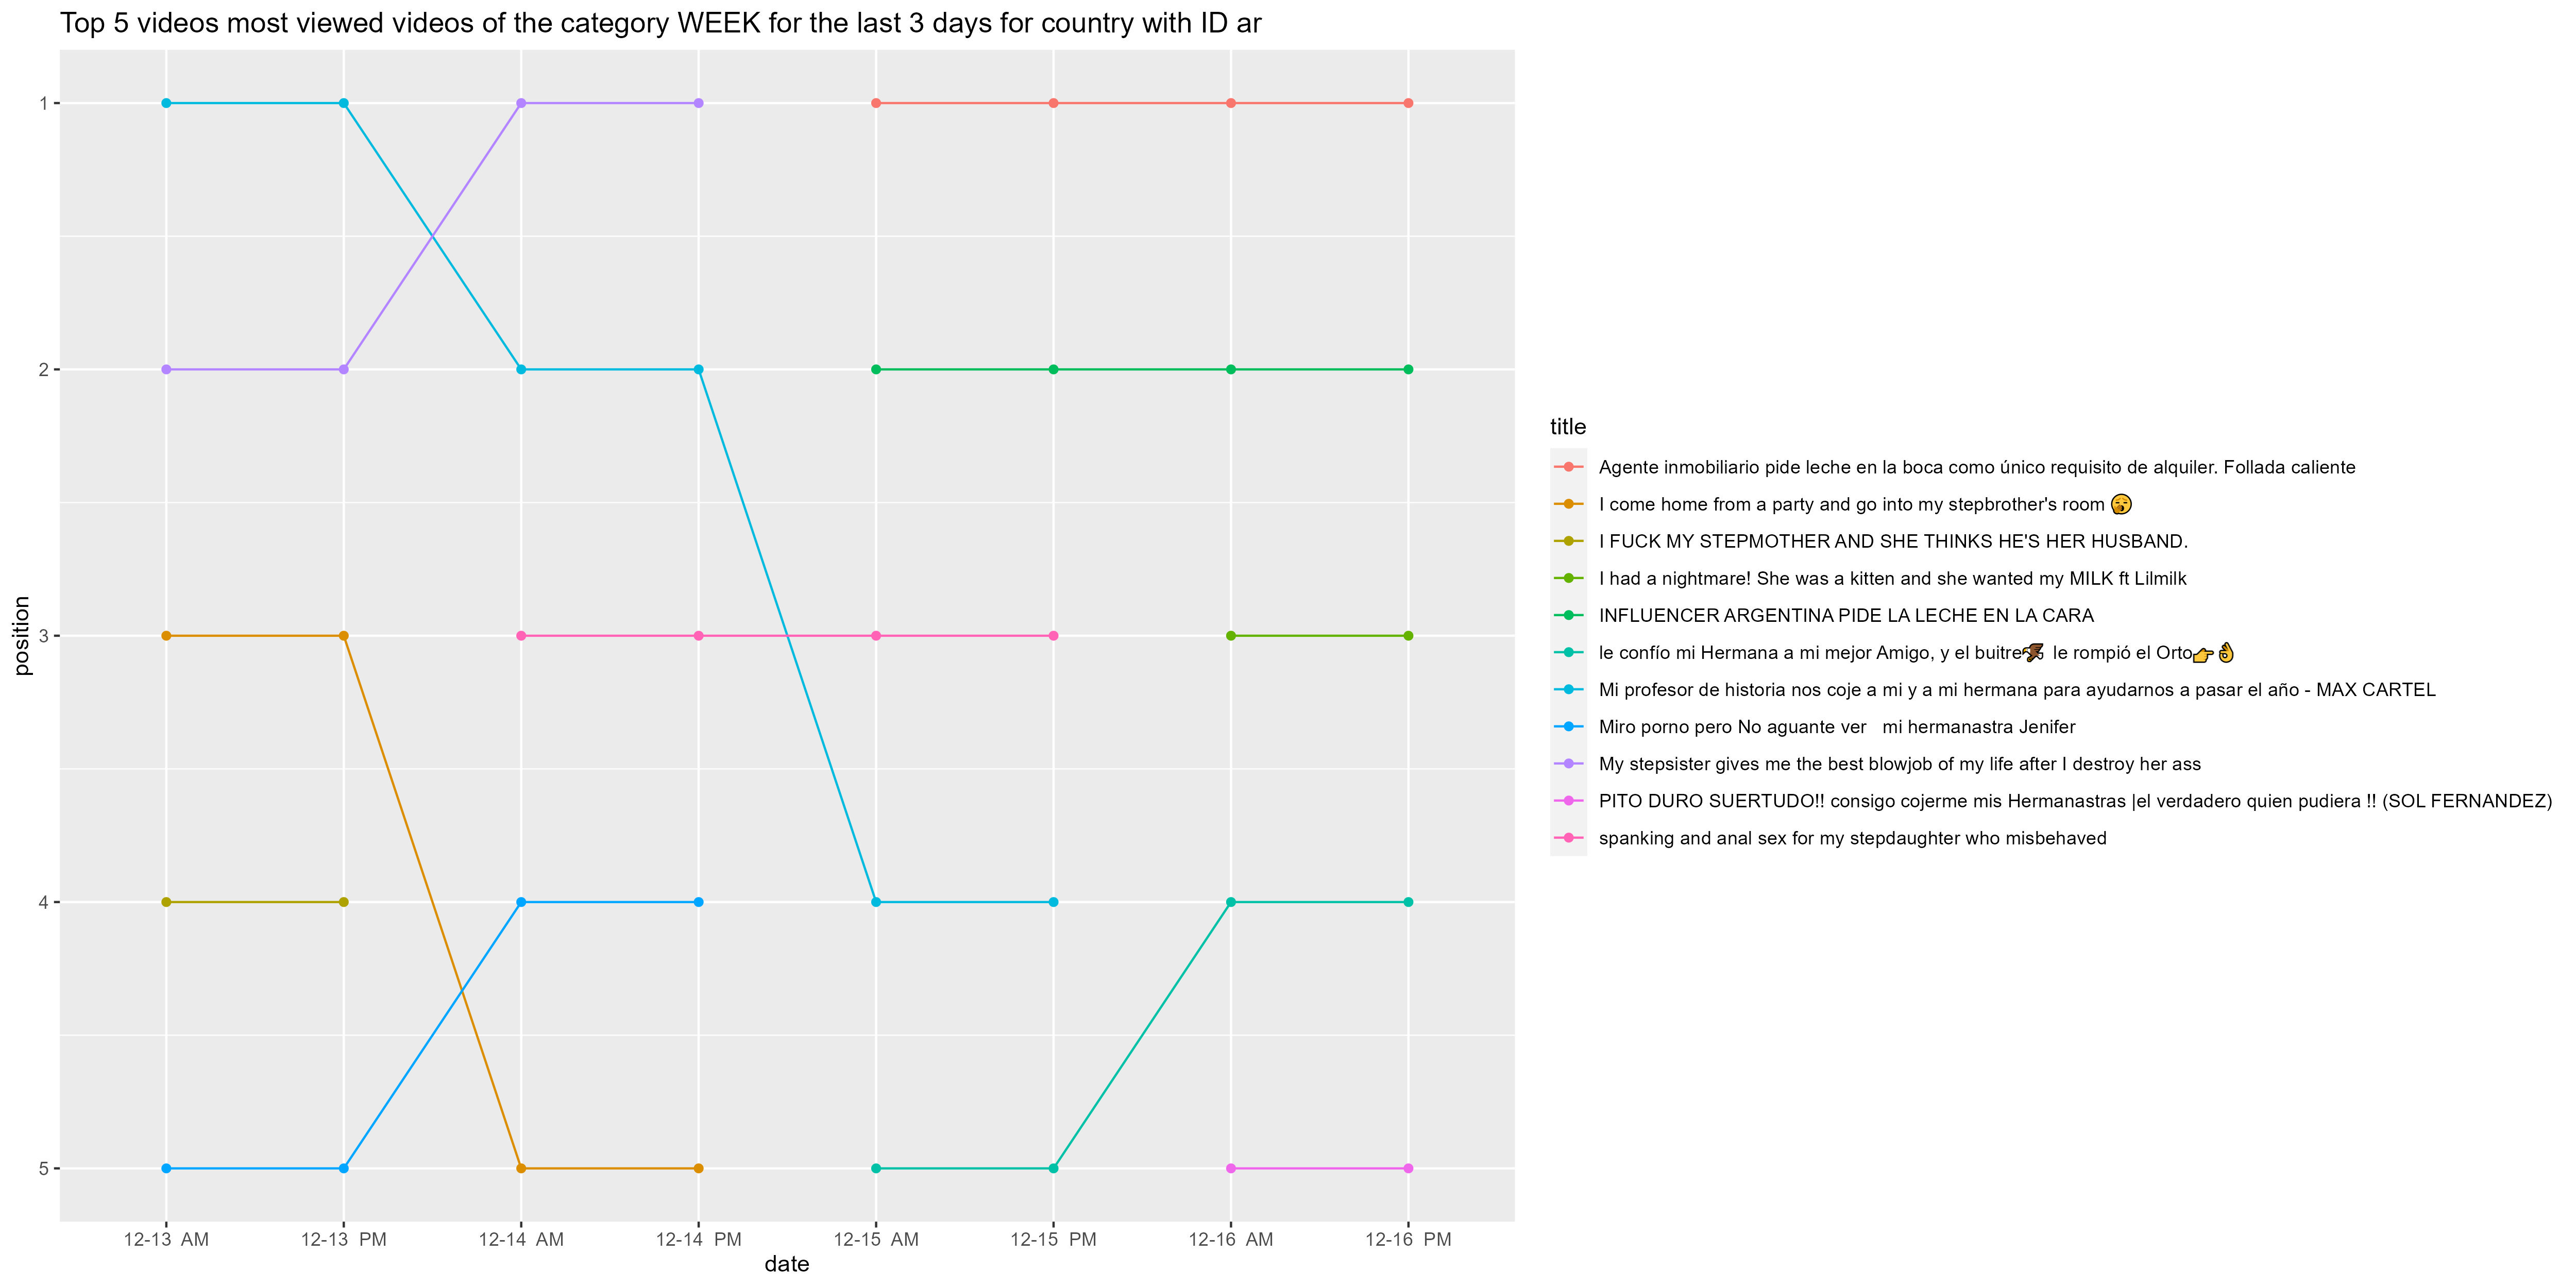 Top 5 videos most viewed videos of the category WEEK for the last 3 days for country with ID ar
1
2
3
4
5
position
12-13 AM
12-13 PM
12-14 AM
12-14 PM
12-15 AM
12-15 PM
12-16 AM
12-16 PM
date
title
Agente inmobiliario pide leche en la boca como único requisito de alquiler. Follada caliente
I come home from a party and go into my stepbrother's room 🥱
I FUCK MY STEPMOTHER AND SHE THINKS HE'S HER HUSBAND.
I had a nightmare! She was a kitten and she wanted my MILK ft Lilmilk
INFLUENCER ARGENTINA PIDE LA LECHE EN LA CARA
le confío mi Hermana a mi mejor Amigo, y el buitre🦅 le rompió el Orto👉👌
Mi profesor de historia nos coje a mi y a mi hermana para ayudarnos a pasar el año - MAX CARTEL
Miro porno pero No aguante ver   mi hermanastra Jenifer
My stepsister gives me the best blowjob of my life after I destroy her ass
PITO DURO SUERTUDO!! consigo cojerme mis Hermanastras |el verdadero quien pudiera !! (SOL FERNANDEZ)
spanking and anal sex for my stepdaughter who misbehaved